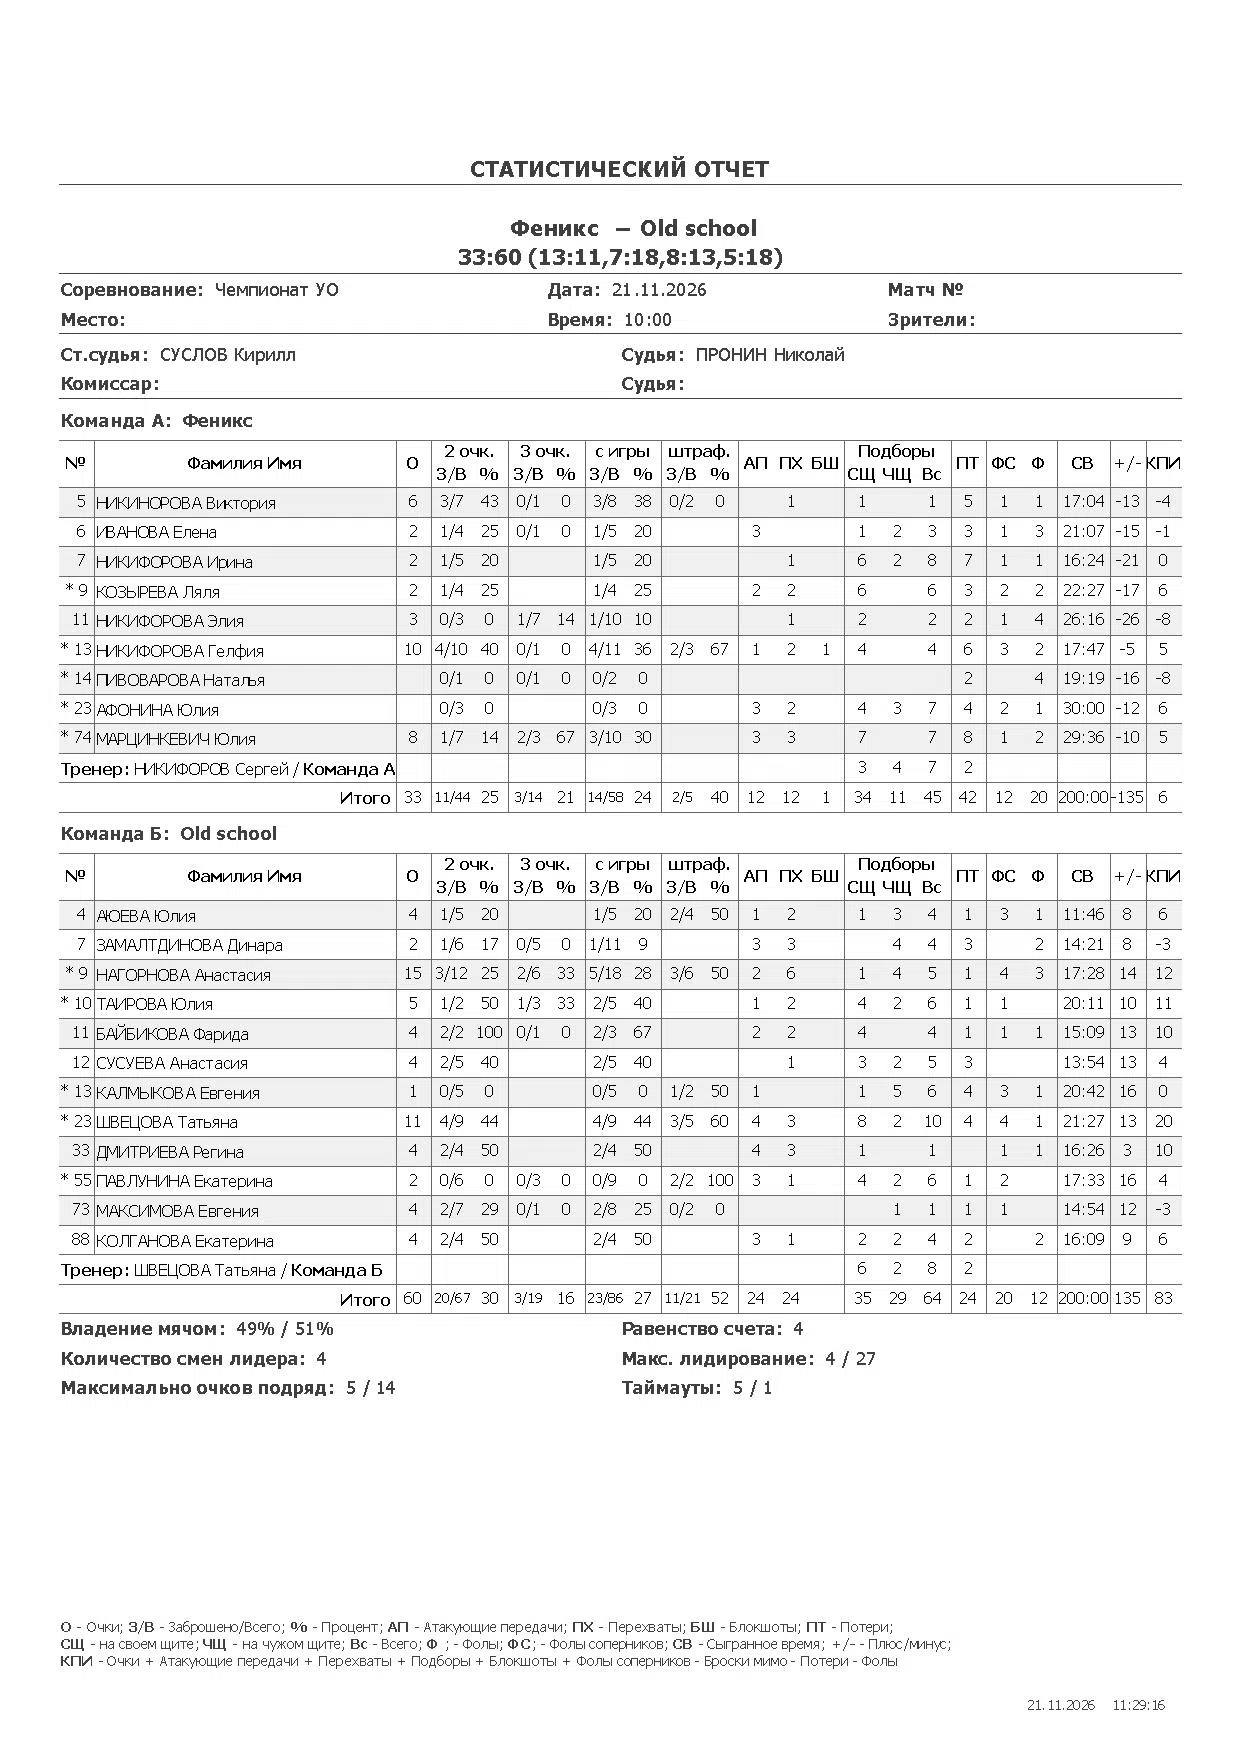 СТАТИСТИЧЕСКИЙ ОТЧЕТ
Феникс – Old school
33:60 (13:11,7:18,8:13,5:18)
Соревнование: Чемпионат УО Дата: 21.11.2026 Матч №
Место: Время: 10:00 Зрители:
Ст.судья: СУСЛОВ Кирилл Судья: ПРОНИН Николай
Комиссар: Судья:
Команда А: Феникс
№ Фамилия Имя О 2 очк. 3 очк. с игры штраф. АП ПХ БШ Подборы ПТ ФС Ф СВ +/- КПИ
З/В % З/В % З/В % З/В % СЩ ЧЩ Вс
5 НИКИНОРОВА Виктория 6 3/7 43 0/1 0 3/8 38 0/2 0 1 1 1 5 1 1 17:04 -13 -4
6 ИВАНОВА Елена 2 1/4 25 0/1 0 1/5 20 3 1 2 3 3 1 3 21:07 -15 -1
7 НИКИФОРОВА Ирина 2 1/5 20 1/5 20 1 6 2 8 7 1 1 16:24 -21 0
* 9 КОЗЫРЕВА Ляля 2 1/4 25 1/4 25 2 2 6 6 3 2 2 22:27 -17 6
11 НИКИФОРОВА Элия 3 0/3 0 1/7 14 1/10 10 1 2 2 2 1 4 26:16 -26 -8
* 13 НИКИФОРОВА Гелфия 10 4/10 40 0/1 0 4/11 36 2/3 67 1 2 1 4 4 6 3 2 17:47 -5 5
* 14 ПИВОВАРОВА Наталья 0/1 0 0/1 0 0/2 0 2 4 19:19 -16 -8
* 23 АФОНИНА Юлия 0/3 0 0/3 0 3 2 4 3 7 4 2 1 30:00 -12 6
* 74 МАРЦИНКЕВИЧ Юлия 8 1/7 14 2/3 67 3/10 30 3 3 7 7 8 1 2 29:36 -10 5
Тренер: НИКИФОРОВ Сергей / Команда А 3 4 7 2
Итого 33 11/44 25 3/14 21 14/58 24 2/5 40 12 12 1 34 11 45 42 12 20 200:00 -135 6
Команда Б: Old school
№ Фамилия Имя О 2 очк. 3 очк. с игры штраф. АП ПХ БШ Подборы ПТ ФС Ф СВ +/- КПИ
З/В % З/В % З/В % З/В % СЩ ЧЩ Вс
4 АЮЕВА Юлия 4 1/5 20 1/5 20 2/4 50 1 2 1 3 4 1 3 1 11:46 8 6
7 ЗАМАЛТДИНОВА Динара 2 1/6 17 0/5 0 1/11 9 3 3 4 4 3 2 14:21 8 -3
* 9 НАГОРНОВА Анастасия 15 3/12 25 2/6 33 5/18 28 3/6 50 2 6 1 4 5 1 4 3 17:28 14 12
* 10 ТАИРОВА Юлия 5 1/2 50 1/3 33 2/5 40 1 2 4 2 6 1 1 20:11 10 11
11 БАЙБИКОВА Фарида 4 2/2 100 0/1 0 2/3 67 2 2 4 4 1 1 1 15:09 13 10
12 СУСУЕВА Анастасия 4 2/5 40 2/5 40 1 3 2 5 3 13:54 13 4
* 13 КАЛМЫКОВА Евгения 1 0/5 0 0/5 0 1/2 50 1 1 5 6 4 3 1 20:42 16 0
* 23 ШВЕЦОВА Татьяна 11 4/9 44 4/9 44 3/5 60 4 3 8 2 10 4 4 1 21:27 13 20
33 ДМИТРИЕВА Регина 4 2/4 50 2/4 50 4 3 1 1 1 1 16:26 3 10
* 55 ПАВЛУНИНА Екатерина 2 0/6 0 0/3 0 0/9 0 2/2 100 3 1 4 2 6 1 2 17:33 16 4
73 МАКСИМОВА Евгения 4 2/7 29 0/1 0 2/8 25 0/2 0 1 1 1 1 14:54 12 -3
88 КОЛГАНОВА Екатерина 4 2/4 50 2/4 50 3 1 2 2 4 2 2 16:09 9 6
Тренер: ШВЕЦОВА Татьяна / Команда Б 6 2 8 2
Итого 60 20/67 30 3/19 16 23/86 27 11/21 52 24 24 35 29 64 24 20 12 200:00 135 83
Владение мячом: 49% / 51% Равенство счета: 4
Количество смен лидера: 4 Макс. лидирование: 4 / 27
Максимально очков подряд: 5 / 14 Таймауты: 5 / 1
О - Очки; З/В - Заброшено/Всего; % - Процент; АП - Атакующие передачи; ПХ - Перехваты; БШ - Блокшоты; ПТ - Потери;
СЩ - на своем щите; ЧЩ - на чужом щите; Вс - Всего; Ф ; - Фолы; ФС; - Фолы соперников; СВ - Сыгранное время; +/- - Плюс/минус;
КПИ - Очки + Атакующие передачи + Перехваты + Подборы + Блокшоты + Фолы соперников - Броски мимо - Потери - Фолы
21.11.2026 11:29:16